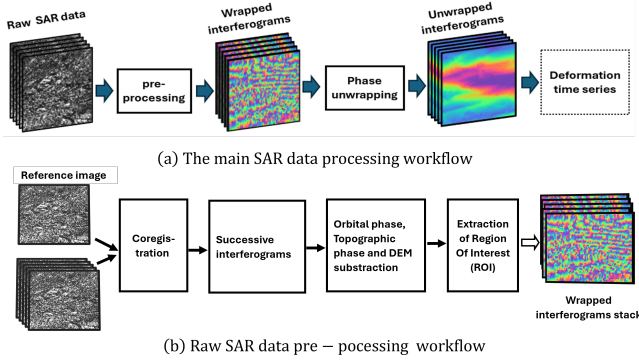 Raw SAR data
pre-
processing
Wrapped
interferograms
Phase
unwrapping
Unwrapped
interferograms
Deformation
time series
(a) The main SAR data processing workflow
Reference image
Coregis-
tration
Successive
interferograms
Orbital phase,
Topographic
phase and DEM
substraction
Extraction
of Region
Of Interest
(ROI)
Wrapped
interferograms stack
(b) Raw SAR data pre − pocessing workflow